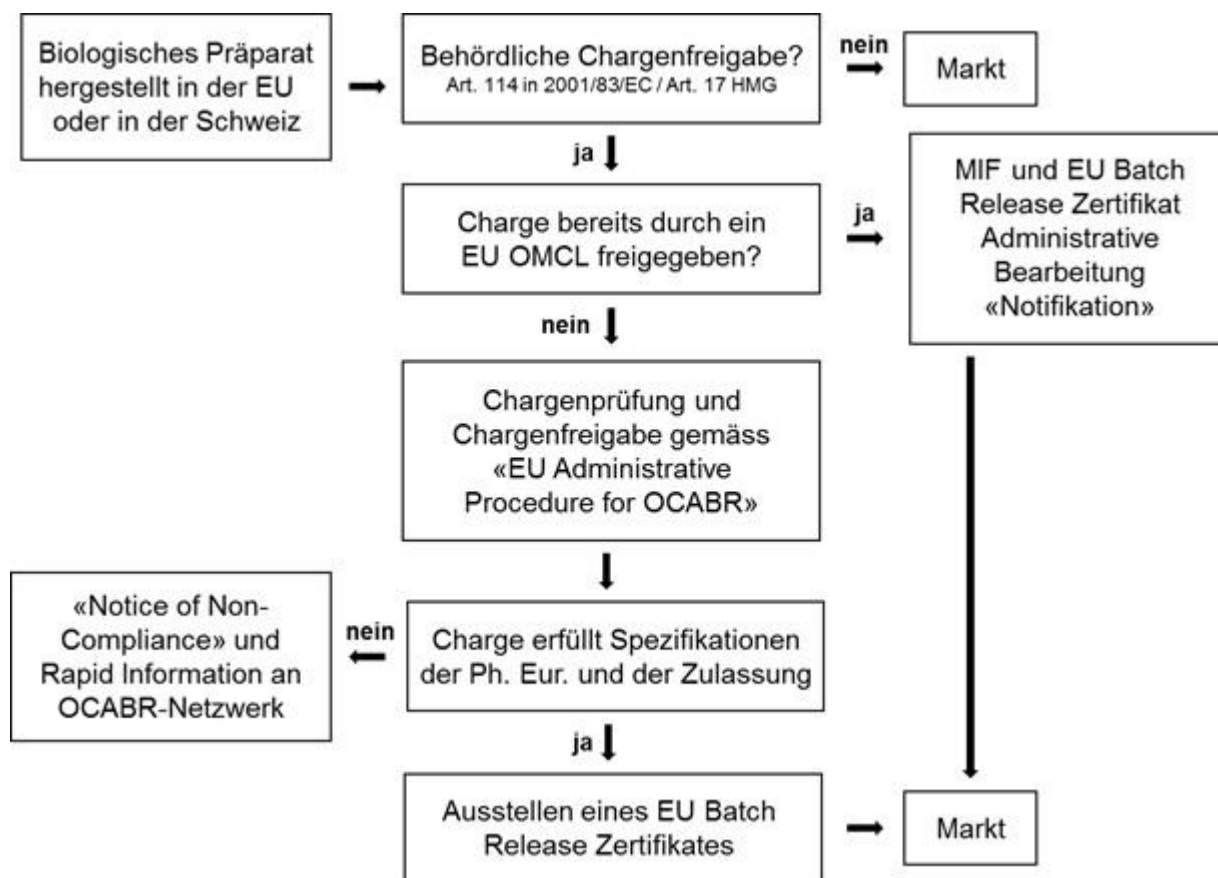 Biologisches Präparat
hergestellt in der EU
oder in der Schweiz
Behördliche Chargenfreigabe?
Art. 114 in 2001/83/EC / Art. 17 HMG
nein
Markt
ja
Charge bereits durch ein
EU OMCL freigegeben?
ja
MIF und EU Batch
Release Zertifikat
Administrative
Bearbeitung
«Notifikation»
nein
Chargenprüfung und
Chargenfreigabe gemäss
«EU Administrative
Procedure for OCABR»
Charge erfüllt Spezifikationen
der Ph. Eur. und der Zulassung
nein
«Notice of Non-
Compliance» und
Rapid Information an
OCABR-Netzwerk
ja
Ausstellen eines EU Batch
Release Zertifikates
Markt